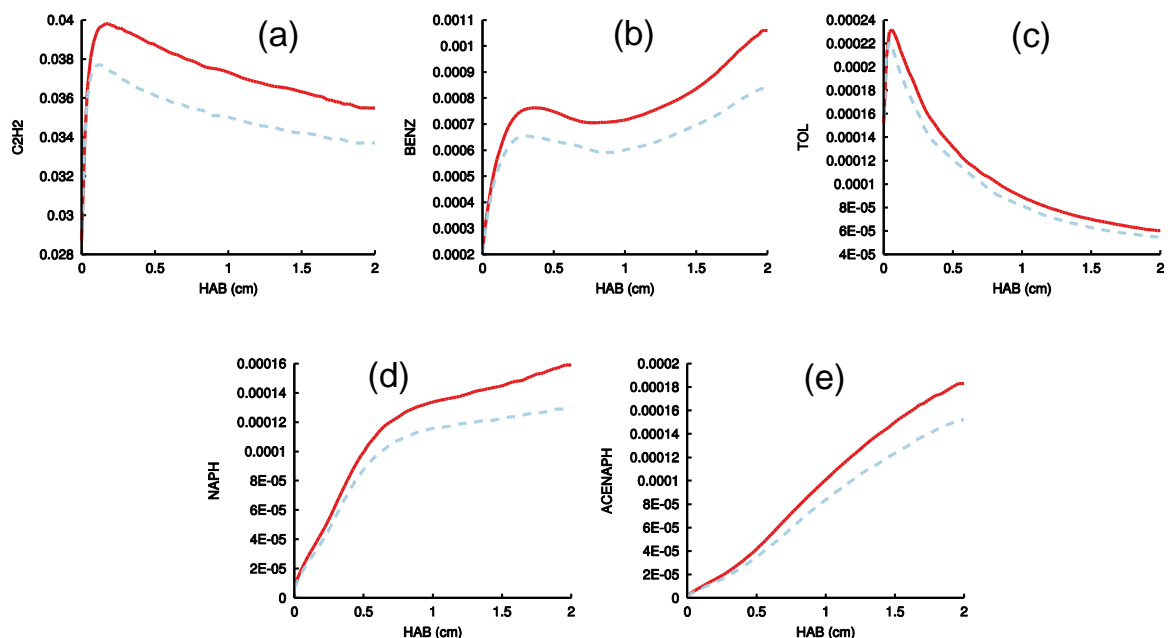 (a)
C2H2
0.04
0.038
0.036
0.034
0.032
0.03
0.028
0 0.5 1 1.5 2
HAB (cm)
(b)
BENZ
0.0011
0.001
0.0009
0.0008
0.0007
0.0006
0.0005
0.0004
0.0003
0.0002
0 0.5 1 1.5 2
HAB (cm)
(c)
TOL
0.00024
0.00022
0.0002
0.00018
0.00016
0.00014
0.00012
0.0001
8E-05
6E-05
4E-05
0 0.5 1 1.5 2
HAB (cm)
(d)
NAPH
0.00016
0.00014
0.00012
0.0001
8E-05
6E-05
4E-05
2E-05
0
0 0.5 1 1.5 2
HAB (cm)
(e)
ACENAPH
0.0002
0.00018
0.00016
0.00014
0.00012
0.0001
8E-05
6E-05
4E-05
2E-05
0
0 0.5 1 1.5 2
HAB (cm)